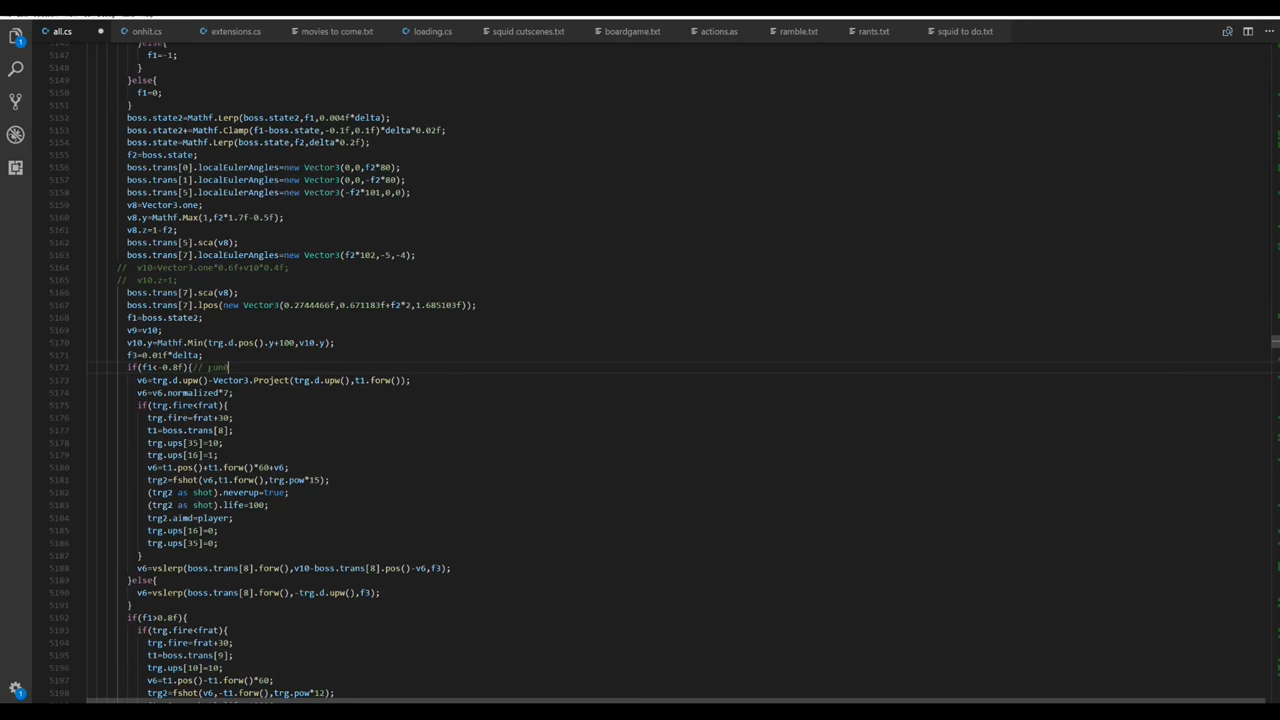 all.cs
onhit.cs
extensions.cs
movies to come.txt
loading.cs
squid cutscenes.txt
boardgame.txt
actions.as
ramble.txt
rants.txt
squid to do.txt
5147 f1=-1;
5148 }
5149 }else{
5150 f1=0;
5151 }
5152 boss.state2=Mathf.Lerp(boss.state2,f1,0.004f*delta);
5153 boss.state2+=Mathf.Clamp(f1-boss.state,-0.1f,0.1f)*delta*0.02f;
5154 boss.state=Mathf.Lerp(boss.state,f2,delta*0.2f);
5155 f2=boss.state;
5156 boss.trans[0].localEulerAngles=new Vector3(0,0,f2*80);
5157 boss.trans[1].localEulerAngles=new Vector3(0,0,-f2*80);
5158 boss.trans[5].localEulerAngles=new Vector3(-f2*101,0,0);
5159 v8=Vector3.one;
5160 v8.y=Mathf.Max(1,f2*1.7f-0.5f);
5161 v8.z=1-f2;
5162 boss.trans[5].sca(v8);
5163 boss.trans[7].localEulerAngles=new Vector3(f2*102,-5,-4);
5164 // v10=Vector3.one*0.6f+v10*0.4f;
5165 // v10.z=1;
5166 boss.trans[7].sca(v8);
5167 boss.trans[7].lpos(new Vector3(0.2744466f,0.671183f+f2*2,1.685103f));
5168 f1=boss.state2;
5169 v9=v10;
5170 v10.y=Mathf.Min(trg.d.pos().y+100,v10.y);
5171 f3=0.01f*delta;
5172 if(f1<-0.8f){//
5173 v6=trg.d.upw()-Vector3.Project(trg.d.upw(),t1.forw());
5174 v6=v6.normalized*7;
5175 if(trg.fire<frat){
5176 trg.fire=frat+30;
5177 t1=boss.trans[8];
5178 trg.ups[35]=10;
5179 trg.ups[16]=1;
5180 v6=t1.pos()+t1.forw()*60+v6;
5181 trg2=fshot(v6,t1.forw(),trg.pow*15);
5182 (trg2 as shot).neverup=true;
5183 (trg2 as shot).life=100;
5184 trg2.aimd=player;
5185 trg.ups[16]=0;
5186 trg.ups[35]=0;
5187 }
5188 v6=vslerp(boss.trans[8].forw(),v10-boss.trans[8].pos()-v6,f3);
5189 }else{
5190 v6=vslerp(boss.trans[8].forw(),-trg.d.upw(),f3);
5191 }
5192 if(f1>0.8f){
5193 if(trg.fire<frat){
5194 trg.fire=frat+30;
5195 t1=boss.trans[9];
5196 trg.ups[10]=10;
5197 v6=t1.pos()-t1.forw()*60;
5198 trg2=fshot(v6,-t1.forw(),trg.pow*12);